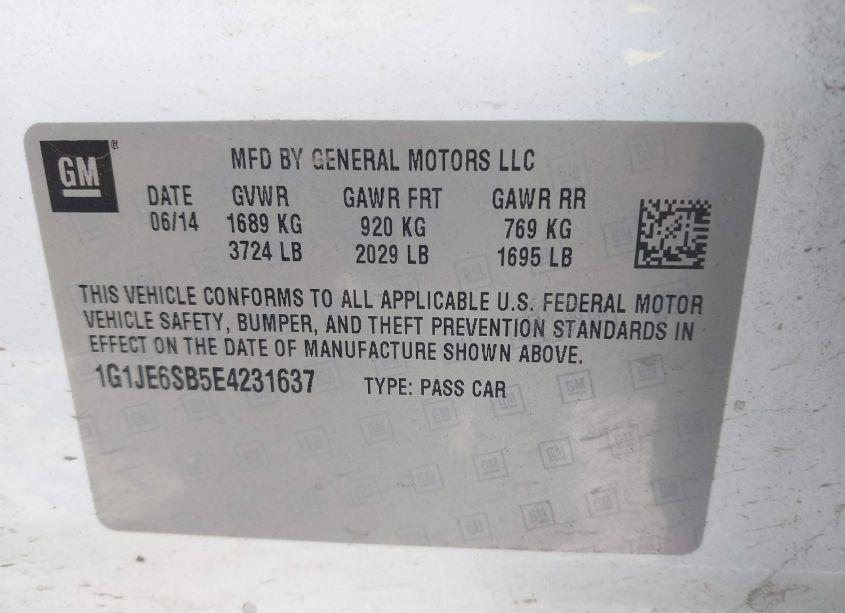 GM ®
MFD BY GENERAL MOTORS LLC
DATE GVWR GAWR FRT GAWR RR
06/14 1689 KG 920 KG 769 KG
3724 LB 2029 LB 1695 LB
THIS VEHICLE CONFORMS TO ALL APPLICABLE U.S. FEDERAL MOTOR
VEHICLE SAFETY, BUMPER, AND THEFT PREVENTION STANDARDS IN
EFFECT ON THE DATE OF MANUFACTURE SHOWN ABOVE.
1G1JE6SB5E4231637 TYPE: PASS CAR